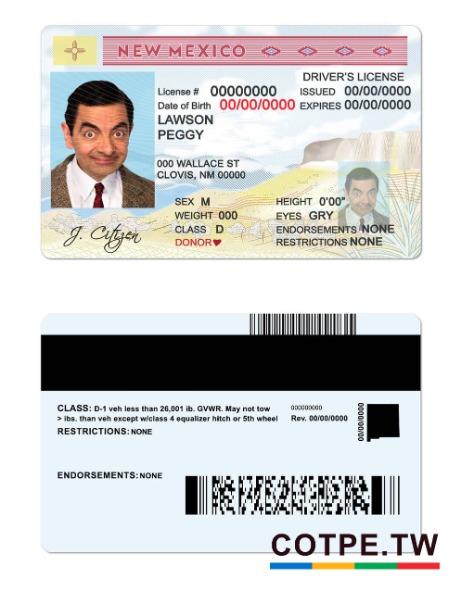 NEW MEXICO
DRIVER'S LICENSE
License # 00000000 ISSUED 00/00/0000
Date of Birth 00/00/0000 EXPIRES 00/00/0000
LAWSON
PEGGY
000 WALLACE ST
CLOVIS, NM 00000
SEX M HEIGHT 0'00"
WEIGHT 000 EYES GRY
CLASS D ENDORSEMENTS NONE
DONOR RESTRICTIONS NONE
J. Citizen
CLASS: D-1 veh less than 26,001 ib. GVWR. May not tow
> ibs. than veh except w/class 4 equalizer hitch or 5th wheel
RESTRICTIONS: NONE
000000000
Rev. 00/00/0000
00/00/0000
ENDORSEMENTS: NONE
COTPE.TW